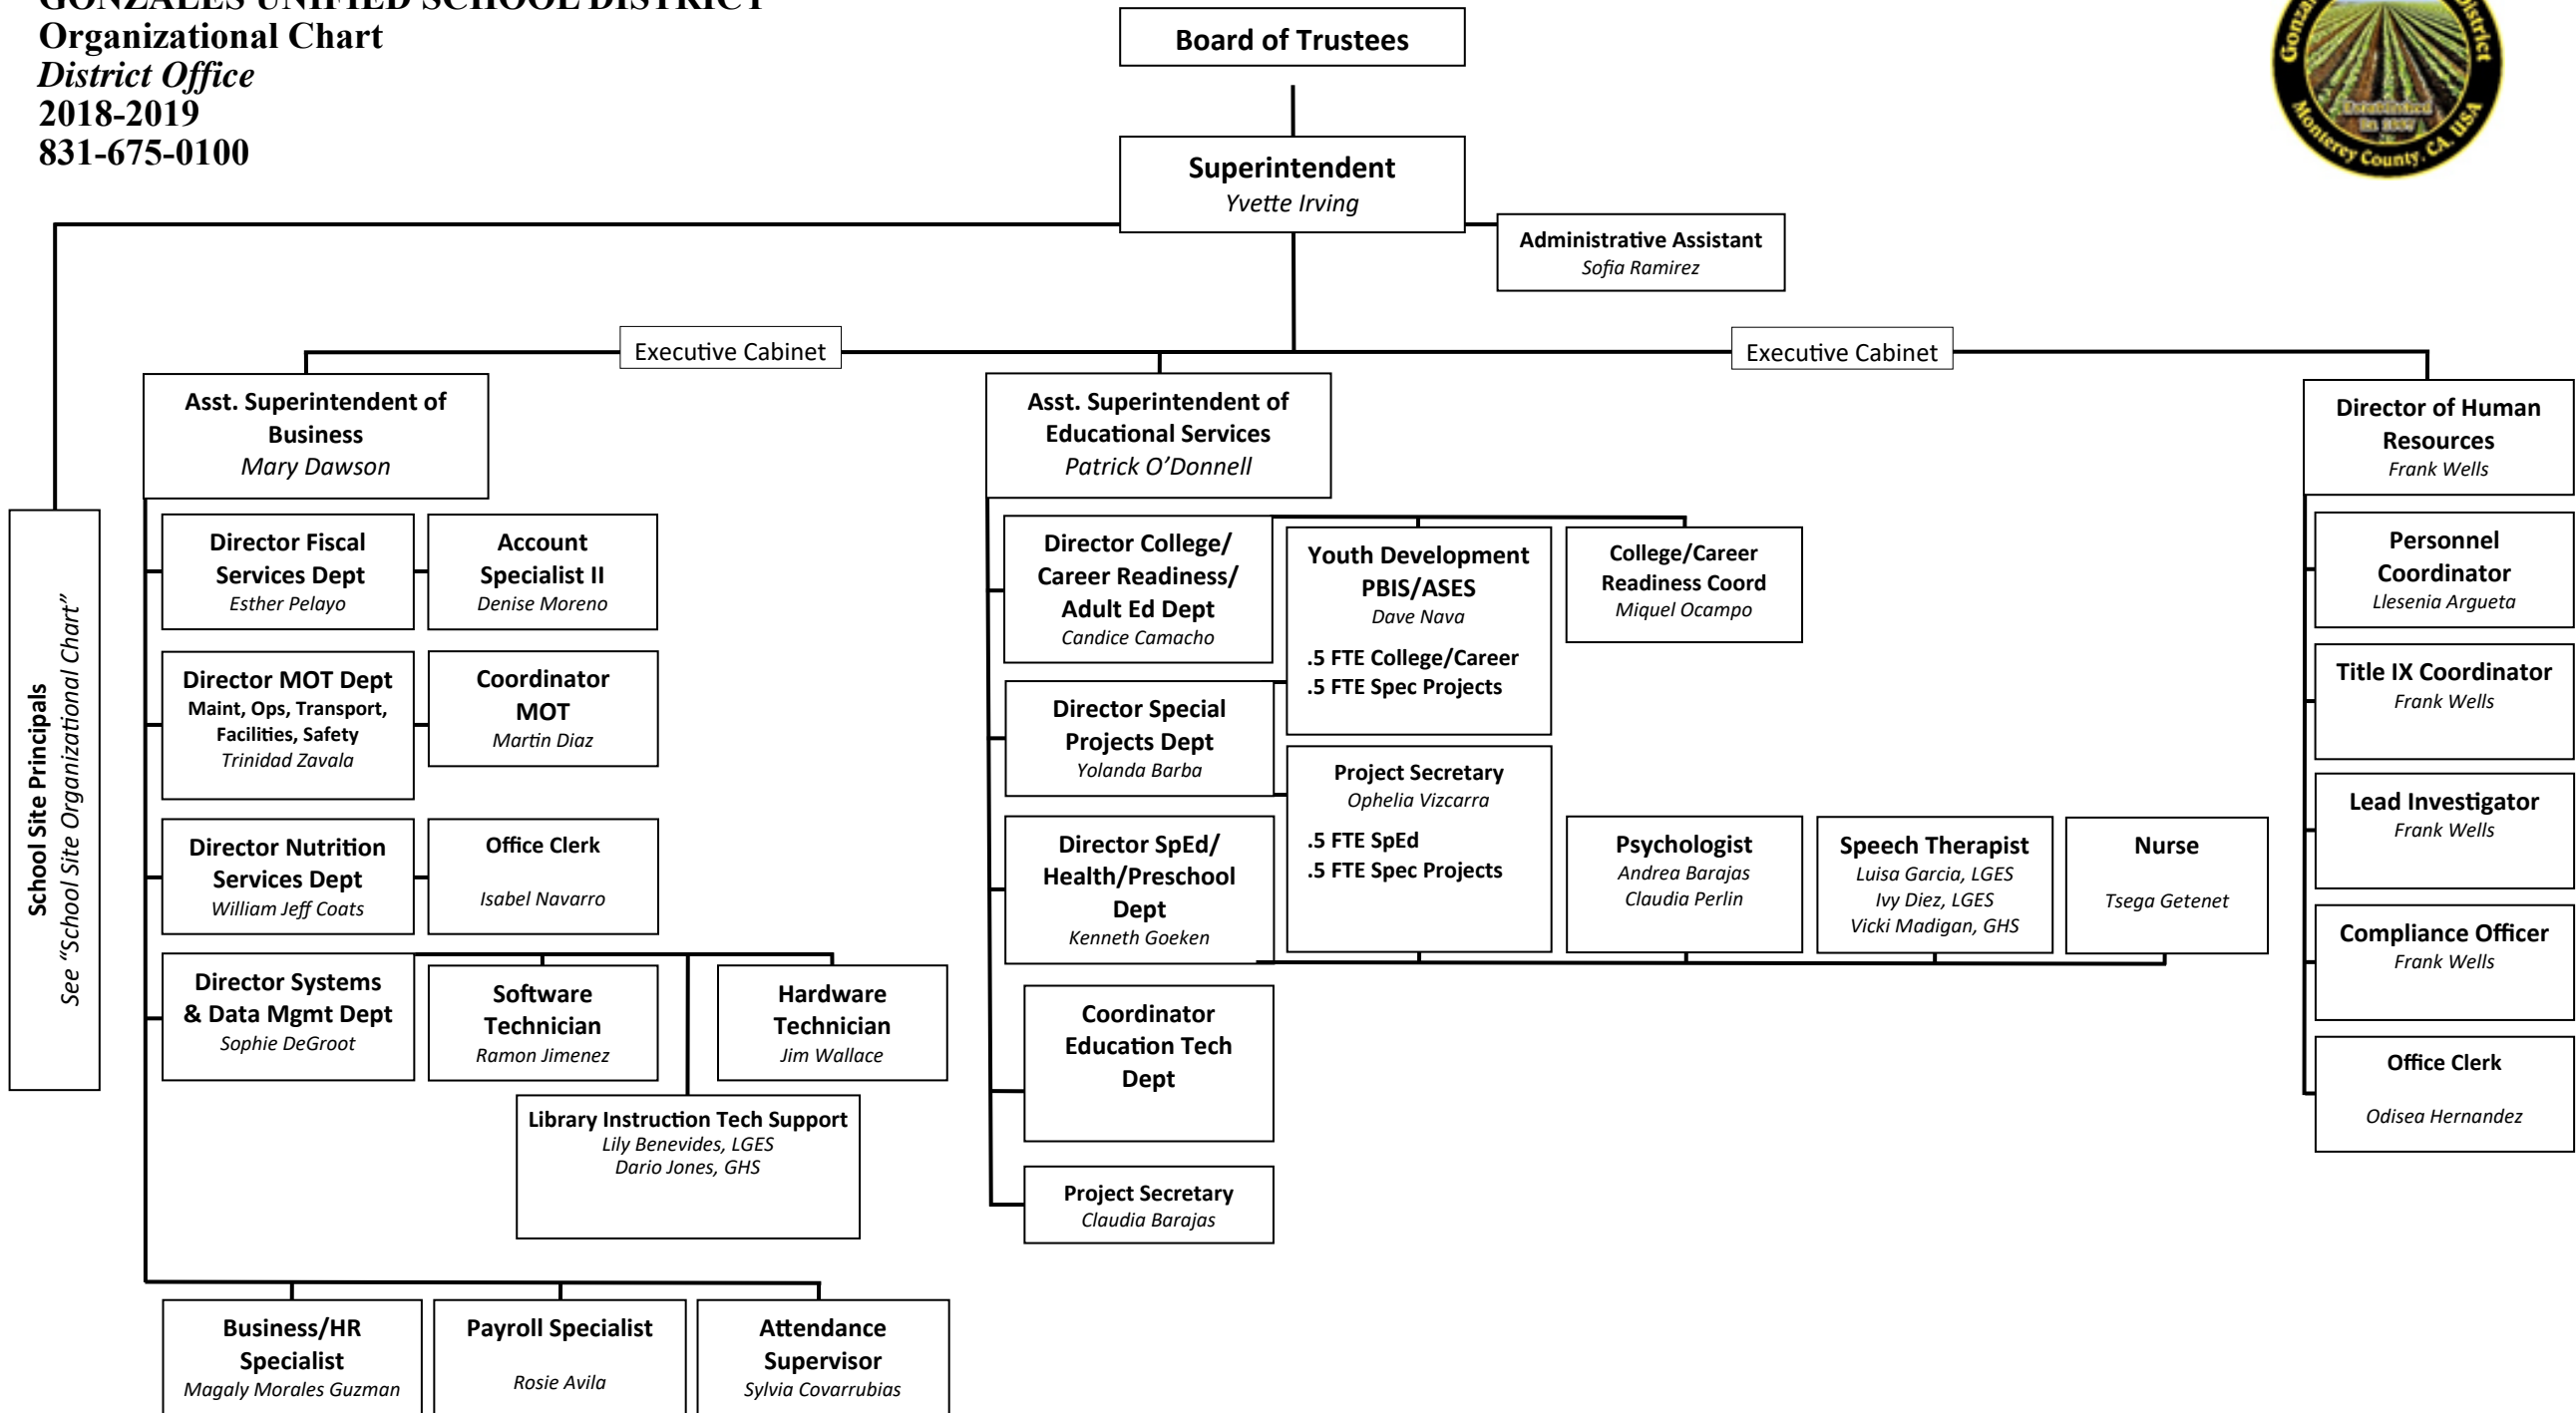 GONZALES UNIFIED SCHOOL DISTRICT
Organizational Chart
District Office
2018-2019
831-675-0100
District
Monterey County, CA, USA
Board of Trustees
Superintendent
Yvette Irving
Administrative Assistant
Sofia Ramirez
Executive Cabinet
Executive Cabinet
School Site Principals
See “School Site Organizational Chart”
Asst. Superintendent of
Business
Mary Dawson
Director Fiscal
Services Dept
Esther Pelayo
Account
Specialist II
Denise Moreno
Director MOT Dept
Maint, Ops, Transport,
Facilities, Safety
Trinidad Zavala
Coordinator
MOT
Martin Diaz
Director Nutrition
Services Dept
William Jeff Coats
Office Clerk
Isabel Navarro
Director Systems
& Data Mgmt Dept
Sophie DeGroot
Software
Technician
Ramon Jimenez
Hardware
Technician
Jim Wallace
Library Instruction Tech Support
Lily Benevides, LGES
Dario Jones, GHS
Business/HR
Specialist
Magaly Morales Guzman
Payroll Specialist
Rosie Avila
Attendance
Supervisor
Sylvia Covarrubias
Asst. Superintendent of
Educational Services
Patrick O’Donnell
Director College/
Career Readiness/
Adult Ed Dept
Candice Camacho
Youth Development
PBIS/ASES
Dave Nava
.5 FTE College/Career
.5 FTE Spec Projects
College/Career
Readiness Coord
Miquel Ocampo
Director Special
Projects Dept
Yolanda Barba
Project Secretary
Ophelia Vizcarra
.5 FTE SpEd
.5 FTE Spec Projects
Director SpEd/
Health/Preschool
Dept
Kenneth Goeken
Psychologist
Andrea Barajas
Claudia Perlin
Speech Therapist
Luisa Garcia, LGES
Ivy Diez, LGES
Vicki Madigan, GHS
Nurse
Tsega Getenet
Coordinator
Education Tech
Dept
Project Secretary
Claudia Barajas
Director of Human
Resources
Frank Wells
Personnel
Coordinator
Llesenia Argueta
Title IX Coordinator
Frank Wells
Lead Investigator
Frank Wells
Compliance Officer
Frank Wells
Office Clerk
Odisea Hernandez